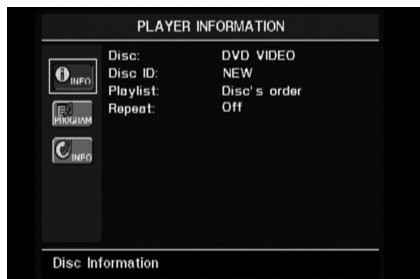 PLAYER INFORMATION
Disc: DVD VIDEO
Disc ID: NEW
Playlist: Disc's order
Repeat: Off
INFO
PROGRAM
INFO
Disc Information